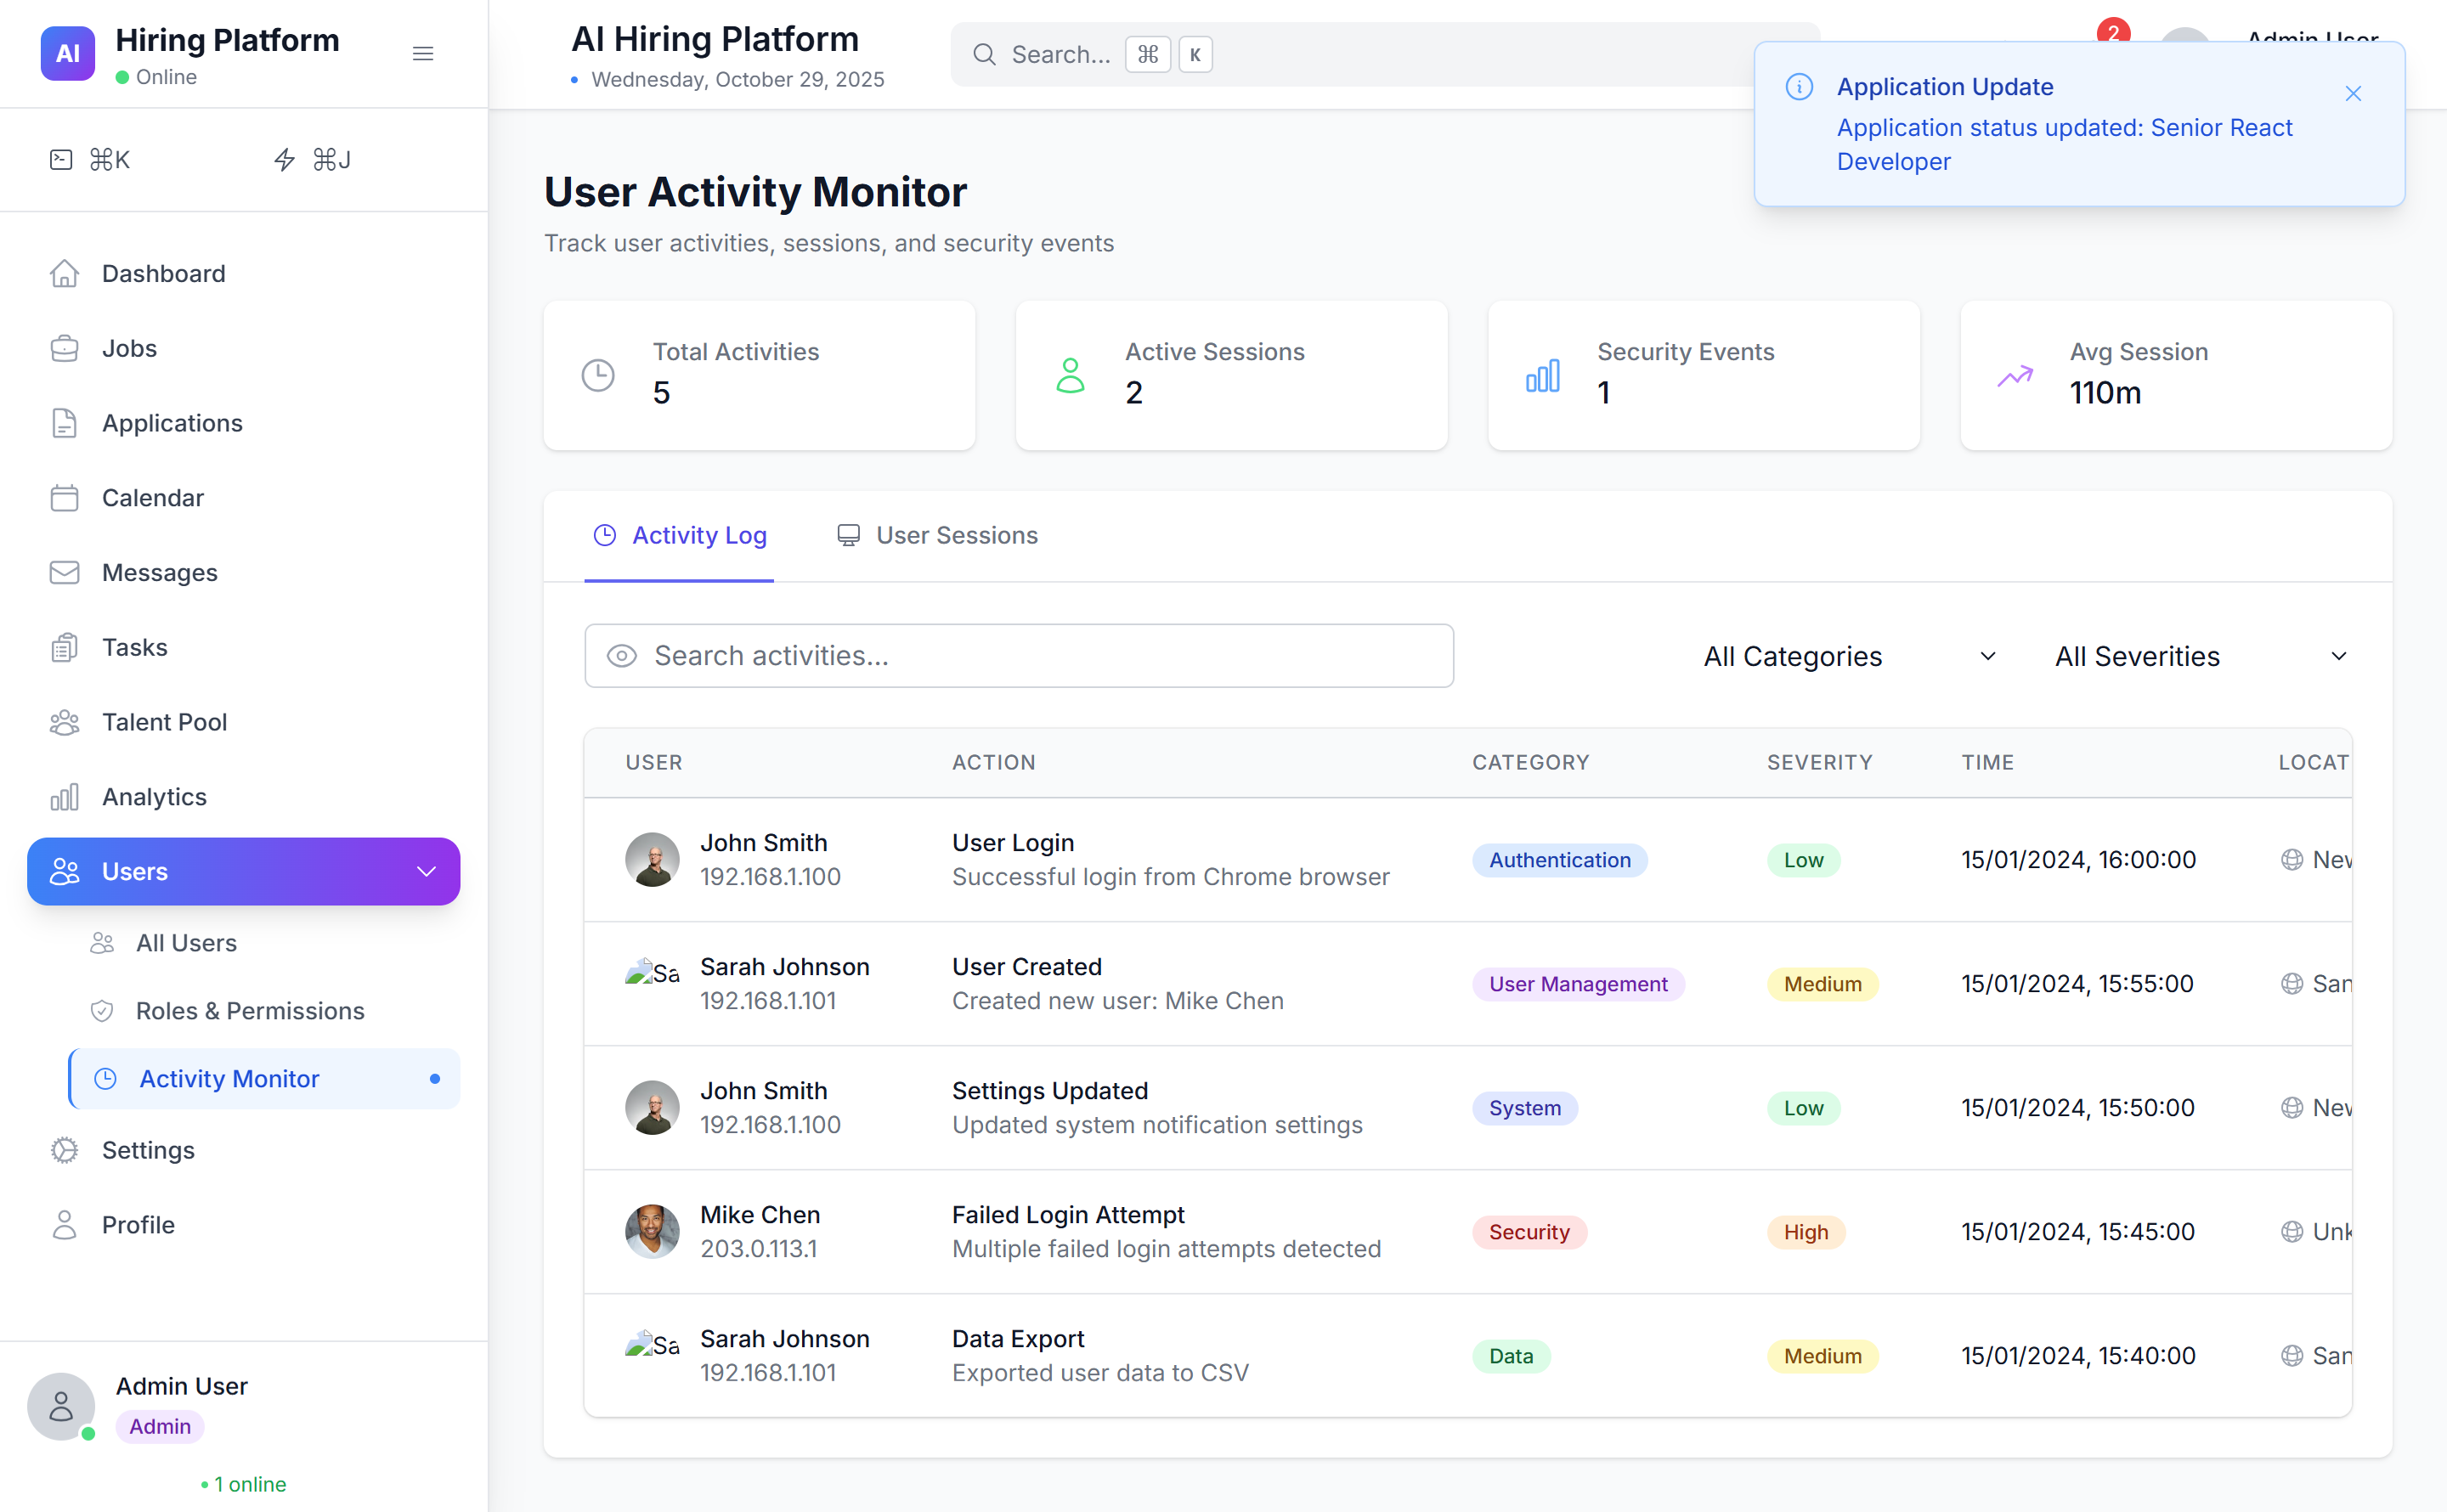 AI
Hiring Platform
Online
⌘K
⌘J
Dashboard
Jobs
Applications
Calendar
Messages
Tasks
Talent Pool
Analytics
Users
All Users
Roles & Permissions
Activity Monitor
Settings
Profile
Admin User
Admin
1 online
AI Hiring Platform
Wednesday, October 29, 2025
Search...
⌘ K
2
Admin User
Application Update
Application status updated: Senior React
Developer
User Activity Monitor
Track user activities, sessions, and security events
Total Activities
5
Active Sessions
2
Security Events
1
Avg Session
110m
Activity Log
User Sessions
Search activities...
All Categories
All Severities
USER ACTION CATEGORY SEVERITY TIME LOCAT
John Smith
192.168.1.100
User Login
Successful login from Chrome browser
Authentication
Low
15/01/2024, 16:00:00
New
Sa
Sarah Johnson
192.168.1.101
User Created
Created new user: Mike Chen
User Management
Medium
15/01/2024, 15:55:00
San
John Smith
192.168.1.100
Settings Updated
Updated system notification settings
System
Low
15/01/2024, 15:50:00
New
Mike Chen
203.0.113.1
Failed Login Attempt
Multiple failed login attempts detected
Security
High
15/01/2024, 15:45:00
Unk
Sa
Sarah Johnson
192.168.1.101
Data Export
Exported user data to CSV
Data
Medium
15/01/2024, 15:40:00
San